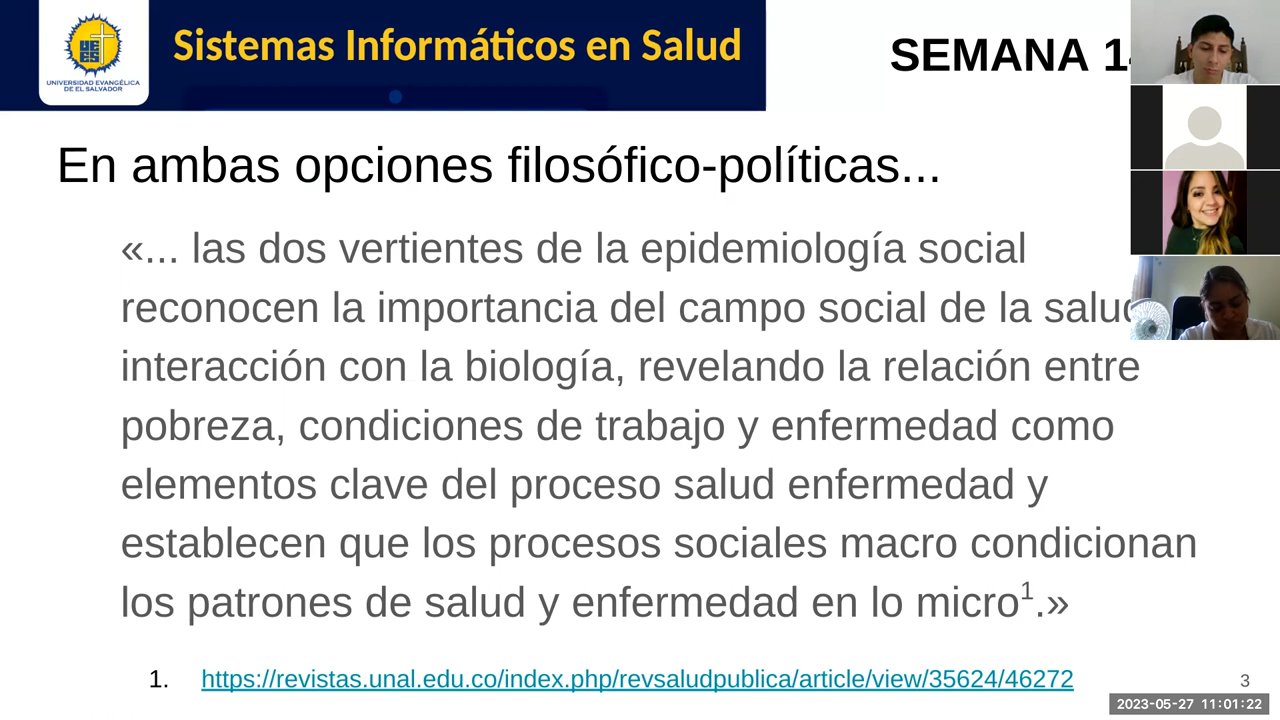 UNIVERSIDAD EVANGÉLICA
DE EL SALVADOR
Sistemas Informáticos en Salud
SEMANA
En ambas opciones filosófico-políticas...
«... las dos vertientes de la epidemiología social
reconocen la importancia del campo social de la
interacción con la biología, revelando la relación entre
pobreza, condiciones de trabajo y enfermedad como
elementos clave del proceso salud enfermedad y
establecen que los procesos sociales macro condicionan
los patrones de salud y enfermedad en lo micro¹.»
1. https://revistas.unal.edu.co/index.php/revsaludpublica/article/view/35624/46272
3
2023-05-27 11:01:22